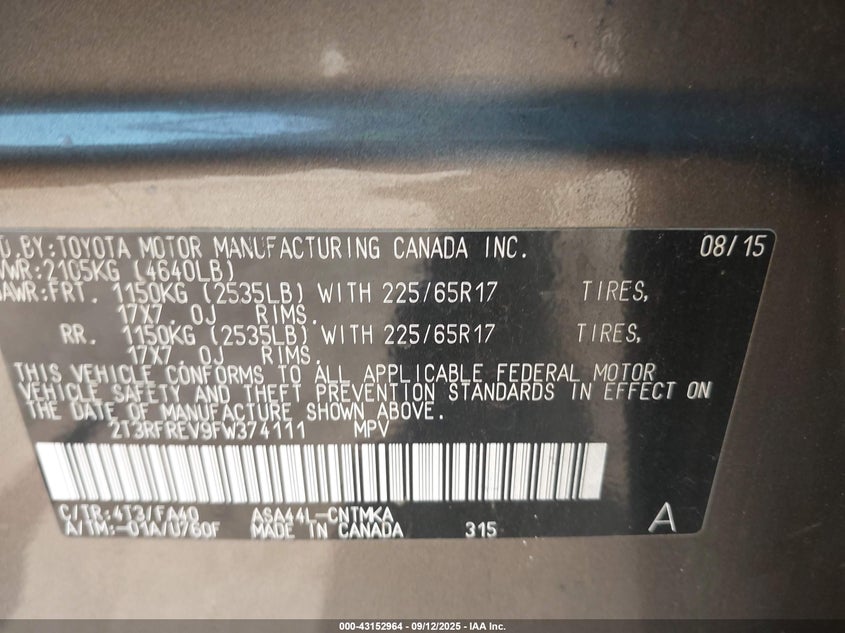 D BY:TOYOTA MOTOR MANUFACTURING CANADA INC. 08/15
VWR:2105KG (4640LB)
AWR:FRT. 1150KG (2535LB) WITH 225/65R17 TIRES,
17X7.0J RIMS.
RR. 1150KG (2535LB) WITH 225/65R17 TIRES,
17X7.0J RIMS.
THIS VEHICLE CONFORMS TO ALL APPLICABLE FEDERAL MOTOR
VEHICLE SAFETY AND THEFT PREVENTION STANDARDS IN EFFECT ON
THE DATE OF MANUFACTURE SHOWN ABOVE.
2T3RFREV9FW374111 MPV
C/TR:4T3/FA40 ASA44L-CNTMKA
A/TM:-01A/U760F MADE IN CANADA 315 A
000-43152964 - 09/12/2025 - IAA Inc.